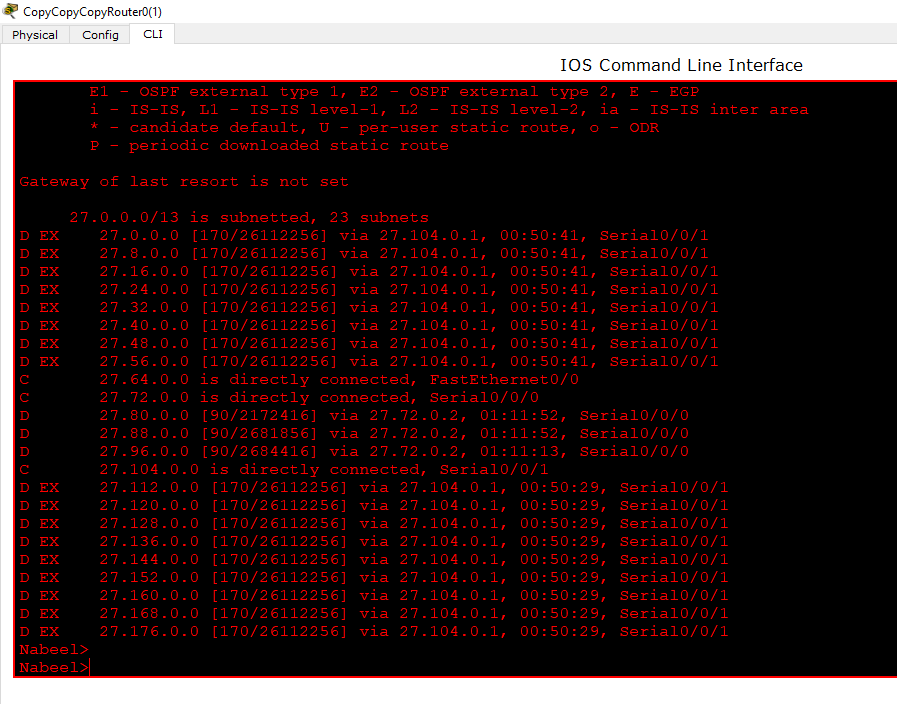 CopyCopyCopyRouter0(1)
Physical Config CLI
IOS Command Line Interface
E1 - OSPF external type 1, E2 - OSPF external type 2, E - EGP
i - IS-IS, L1 - IS-IS level-1, L2 - IS-IS level-2, ia - IS-IS inter area
* - candidate default, U - per-user static route, o - ODR
P - periodic downloaded static route
Gateway of last resort is not set
27.0.0.0/13 is subnetted, 23 subnets
D EX 27.0.0.0 [170/26112256] via 27.104.0.1, 00:50:41, Serial0/0/1
D EX 27.8.0.0 [170/26112256] via 27.104.0.1, 00:50:41, Serial0/0/1
D EX 27.16.0.0 [170/26112256] via 27.104.0.1, 00:50:41, Serial0/0/1
D EX 27.24.0.0 [170/26112256] via 27.104.0.1, 00:50:41, Serial0/0/1
D EX 27.32.0.0 [170/26112256] via 27.104.0.1, 00:50:41, Serial0/0/1
D EX 27.40.0.0 [170/26112256] via 27.104.0.1, 00:50:41, Serial0/0/1
D EX 27.48.0.0 [170/26112256] via 27.104.0.1, 00:50:41, Serial0/0/1
D EX 27.56.0.0 [170/26112256] via 27.104.0.1, 00:50:41, Serial0/0/1
C 27.64.0.0 is directly connected, FastEthernet0/0
C 27.72.0.0 is directly connected, Serial0/0/0
D 27.80.0.0 [90/2172416] via 27.72.0.2, 01:11:52, Serial0/0/0
D 27.88.0.0 [90/2681856] via 27.72.0.2, 01:11:52, Serial0/0/0
D 27.96.0.0 [90/2684416] via 27.72.0.2, 01:11:13, Serial0/0/0
C 27.104.0.0 is directly connected, Serial0/0/1
D EX 27.112.0.0 [170/26112256] via 27.104.0.1, 00:50:29, Serial0/0/1
D EX 27.120.0.0 [170/26112256] via 27.104.0.1, 00:50:29, Serial0/0/1
D EX 27.128.0.0 [170/26112256] via 27.104.0.1, 00:50:29, Serial0/0/1
D EX 27.136.0.0 [170/26112256] via 27.104.0.1, 00:50:29, Serial0/0/1
D EX 27.144.0.0 [170/26112256] via 27.104.0.1, 00:50:29, Serial0/0/1
D EX 27.152.0.0 [170/26112256] via 27.104.0.1, 00:50:29, Serial0/0/1
D EX 27.160.0.0 [170/26112256] via 27.104.0.1, 00:50:29, Serial0/0/1
D EX 27.168.0.0 [170/26112256] via 27.104.0.1, 00:50:29, Serial0/0/1
D EX 27.176.0.0 [170/26112256] via 27.104.0.1, 00:50:29, Serial0/0/1
Nabeel>
Nabeel>